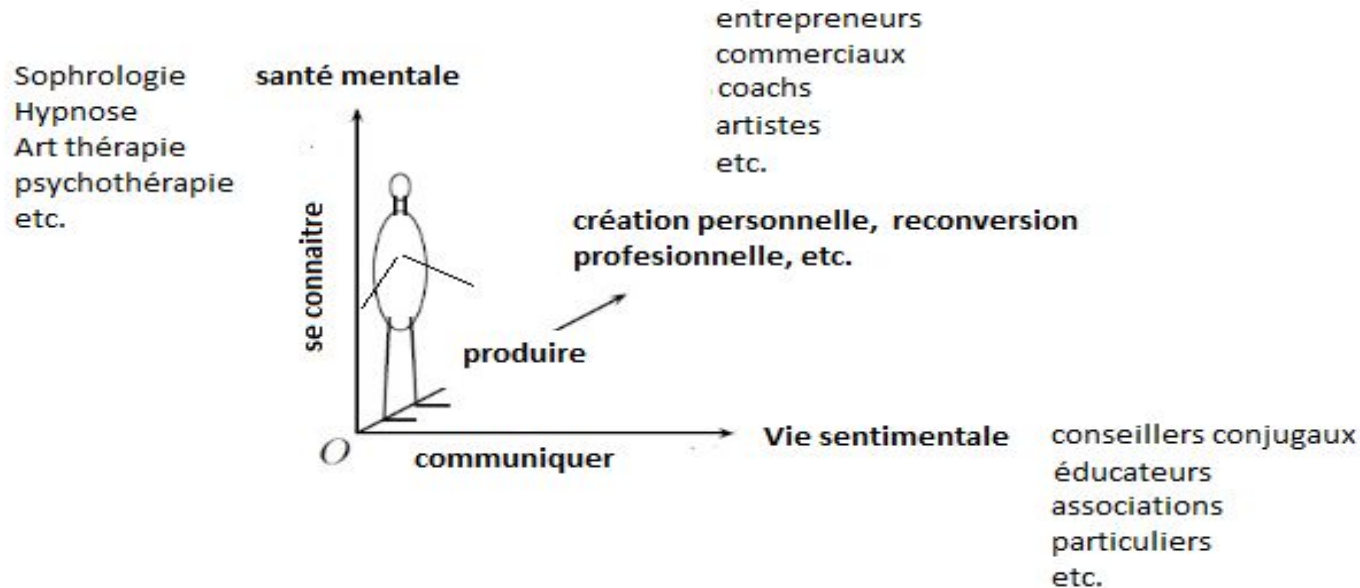 entrepreneurs
commerciaux
coachs
artistes
etc.
Sophrologie
Hypnose
Art thérapie
psychothérapie
etc.
santé mentale
se connaitre
création personnelle, reconversion
profesionnelle, etc.
produire
O
communiquer
Vie sentimentale
conseillers conjugaux
éducateurs
associations
particuliers
etc.